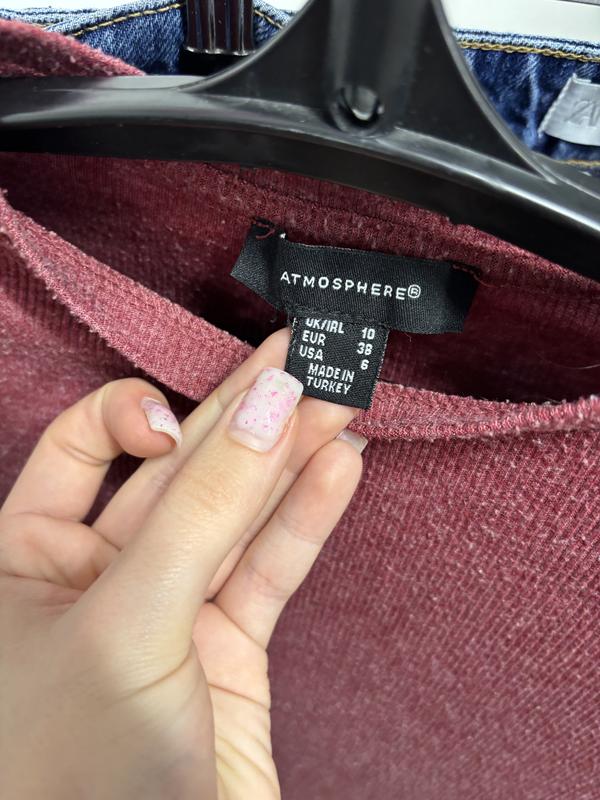 ATMOSPHERE®
UK/IRL 10
EUR 38
USA 6
MADE IN
TURKEY